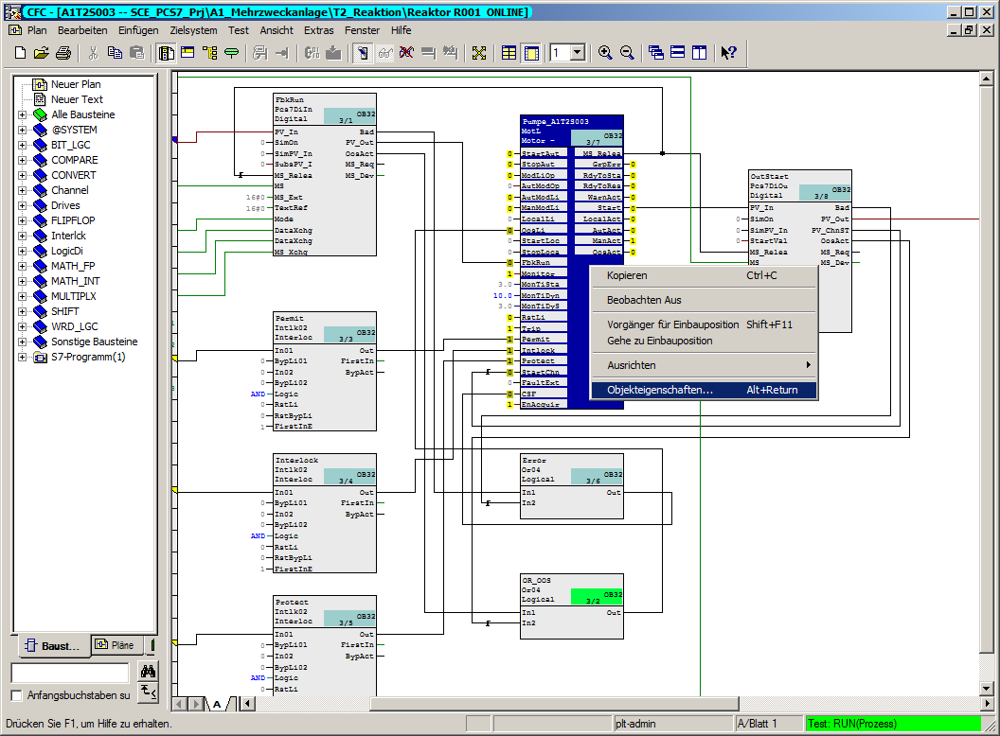 CFC - [A1T2S003 -- SCE_PCS7_Prj\A1_Mehrzweckanlage\T2_Reaktion\Reaktor R001 ONLINE]
Plan Bearbeiten Einfügen Zielsystem Test Ansicht Extras Fenster Hilfe
1
Neuer Plan
Neuer Text
Alle Bausteine
@SYSTEM
BIT_LGC
COMPARE
CONVERT
Channel
Drives
FLIPFLOP
Interlck
LogicDi
MATH_FP
MATH_INT
MULTIPLX
SHIFT
WRD_LGC
Sonstige Bausteine
S7-Programm(1)
Baust...
Pläne
Anfangsbuchstaben su
FbkRun
Pcs7DiIn
Digital
OB32
3/1
PV_In Bad
0 SimOn PV_Out
0 SimPV_In OosAct
0 SubsPV_I MS_Req
MS_Relea MS_Dev
MS
16#0 MS_Ext
16#0 TextRef
Mode
DataXchg
DataXchg
MS_Xchg
Permit
Intlk02
Interloc
OB32
3/3
In01 Out
0 BypLi01 FirstIn
0 In02 BypAct
0 BypLi02
AND Logic
0 RstLi
0 RstBypLi
1 FirstInE
Interlock
Intlk02
Interloc
OB32
3/4
In01 Out
0 BypLi01 FirstIn
0 In02 BypAct
0 BypLi02
AND Logic
0 RstLi
0 RstBypLi
1 FirstInE
Protect
Intlk02
Interloc
OB32
3/5
In01 Out
0 BypLi01 FirstIn
0 In02 BypAct
0 BypLi02
AND Logic
0 RstLi
Pumpe_A1T2S003
MotL
Motor -
OB32
3/7
0 StartAut MS_Relea
0 StopAut GrpErr 0
0 ModLiOp RdyToSta 0
0 AutModOp RdyToRes 0
0 AutModLi WarnAct 0
0 ManModLi Start 0
0 LocalLi LocalAct 0
0 OosLi AutAct 0
0 StartLoc ManAct 1
0 StopLoca OosAct 0
0 FbkRun
1 Monitor
3.0 MonTiSta
10.0 MonTiDyn
3.0 MonTiDyS
0 RstLi
1 Trip
1 Permit
1 Intlock
1 Protect
0 StartChn
0 FaultExt
0 CSF
1 EnAcquir
OutStart
Pcs7DiOu
Digital
OB32
3/8
PV_In Bad
0 SimOn PV_Out
0 SimPV_In PV_ChnST
0 StartVal OosAct
MS_Relea MS_Req
MS MS_Dev
Kopieren Ctrl+C
Beobachten Aus
Vorgänger für Einbauposition Shift+F11
Gehe zu Einbauposition
Ausrichten
Objekteigenschaften... Alt+Return
Error
Or04
Logical
OB32
3/6
In1 Out
In2
OR_OOS
Or04
Logical
OB32
3/2
In1 Out
In2
A
Drücken Sie F1, um Hilfe zu erhalten.
plt-admin
A/Blatt 1
Test: RUN(Prozess)